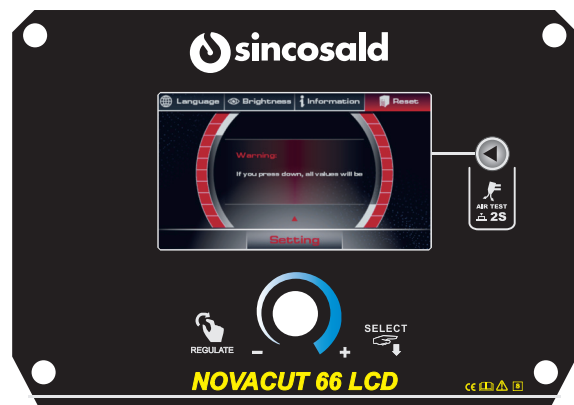 sincosald
Language Brightness Information Reset
Warning:
If you press down, all values will be
Setting
AIR TEST
2S
REGULATE - + SELECT
NOVACUT 66 LCD
CE